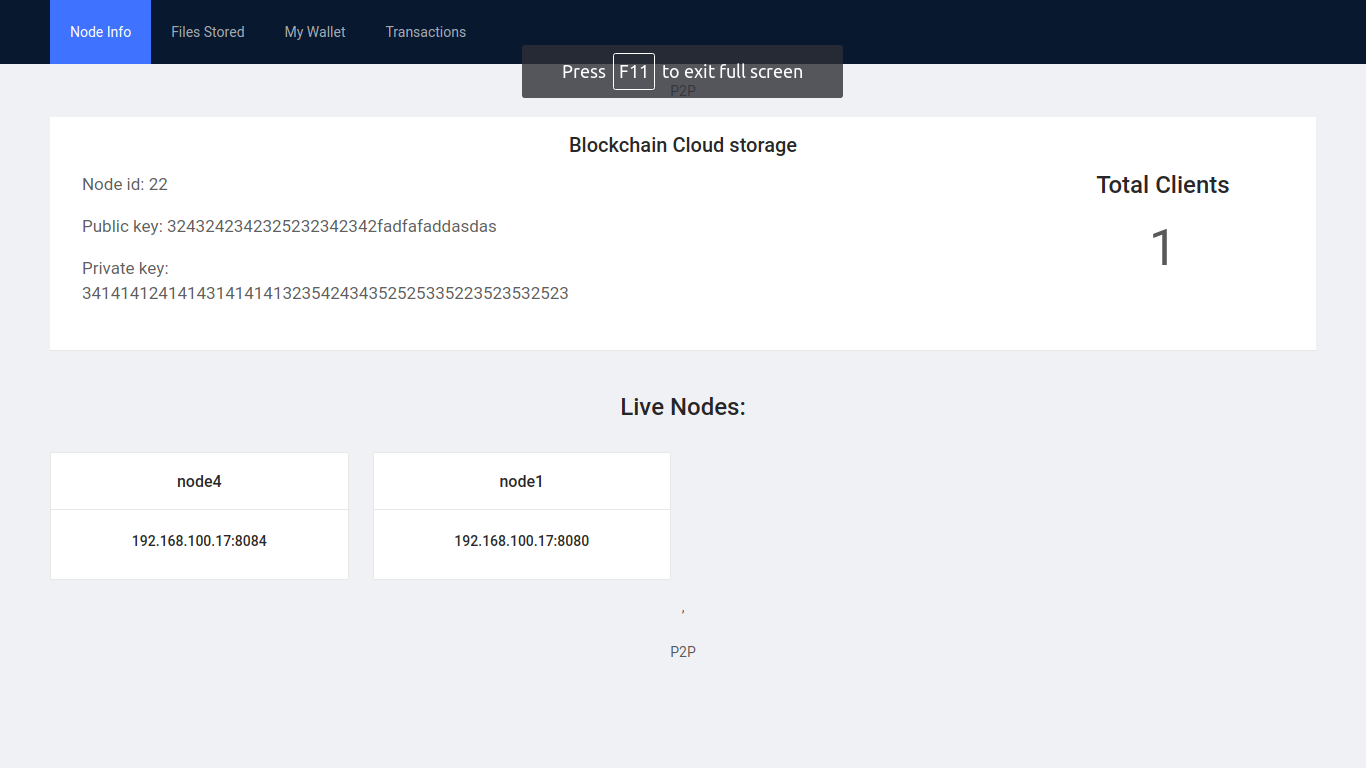 Node Info Files Stored My Wallet Transactions
Press F11 to exit full screen
P2P
Blockchain Cloud storage
Node id: 22
Total Clients
Public key: 3243242342325232342342fadfafaddasdas
1
Private key:
3414141241414314141413235424343525253352235235­32523
Live Nodes:
node4
192.168.100.17:8084
node1
192.168.100.17:8080
,
P2P